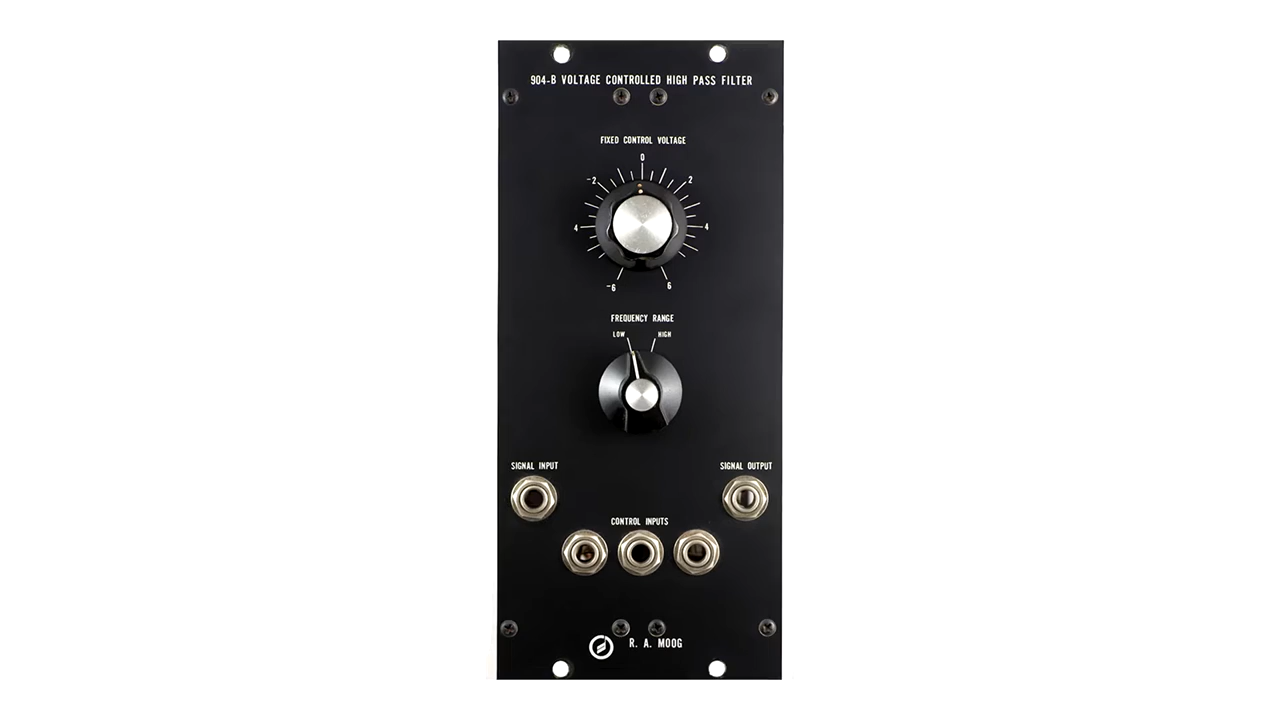 904-B VOLTAGE CONTROLLED HIGH PASS FILTER
FIXED CONTROL VOLTAGE
0
-2 2
4 4
-6 6
FREQUENCY RANGE
LOW HIGH
SIGNAL INPUT SIGNAL OUTPUT
CONTROL INPUTS
R. A. MOOG